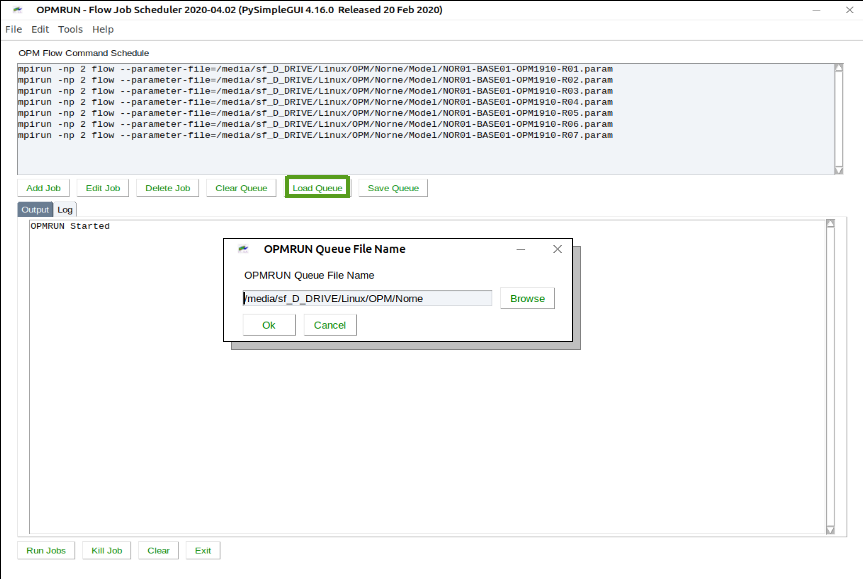 OPMRUN - Flow Job Scheduler 2020-04.02 (PySimpleGUI 4.16.0 Released 20 Feb 2020)
File Edit Tools Help
OPM Flow Command Schedule
mpirun -np 2 flow --parameter-file=/media/sf_D_DRIVE/Linux/OPM/Norne/Model/NOR01-BASE01-OPM1910-R01.param
mpirun -np 2 flow --parameter-file=/media/sf_D_DRIVE/Linux/OPM/Norne/Model/NOR01-BASE01-OPM1910-R02.param
mpirun -np 2 flow --parameter-file=/media/sf_D_DRIVE/Linux/OPM/Norne/Model/NOR01-BASE01-OPM1910-R03.param
mpirun -np 2 flow --parameter-file=/media/sf_D_DRIVE/Linux/OPM/Norne/Model/NOR01-BASE01-OPM1910-R04.param
mpirun -np 2 flow --parameter-file=/media/sf_D_DRIVE/Linux/OPM/Norne/Model/NOR01-BASE01-OPM1910-R05.param
mpirun -np 2 flow --parameter-file=/media/sf_D_DRIVE/Linux/OPM/Norne/Model/NOR01-BASE01-OPM1910-R06.param
mpirun -np 2 flow --parameter-file=/media/sf_D_DRIVE/Linux/OPM/Norne/Model/NOR01-BASE01-OPM1910-R07.param
Add Job Edit Job Delete Job Clear Queue Load Queue Save Queue
Output Log
OPMRUN Started
OPMRUN Queue File Name
OPMRUN Queue File Name
/media/sf_D_DRIVE/Linux/OPM/Norne Browse
Ok Cancel
Run Jobs Kill Job Clear Exit